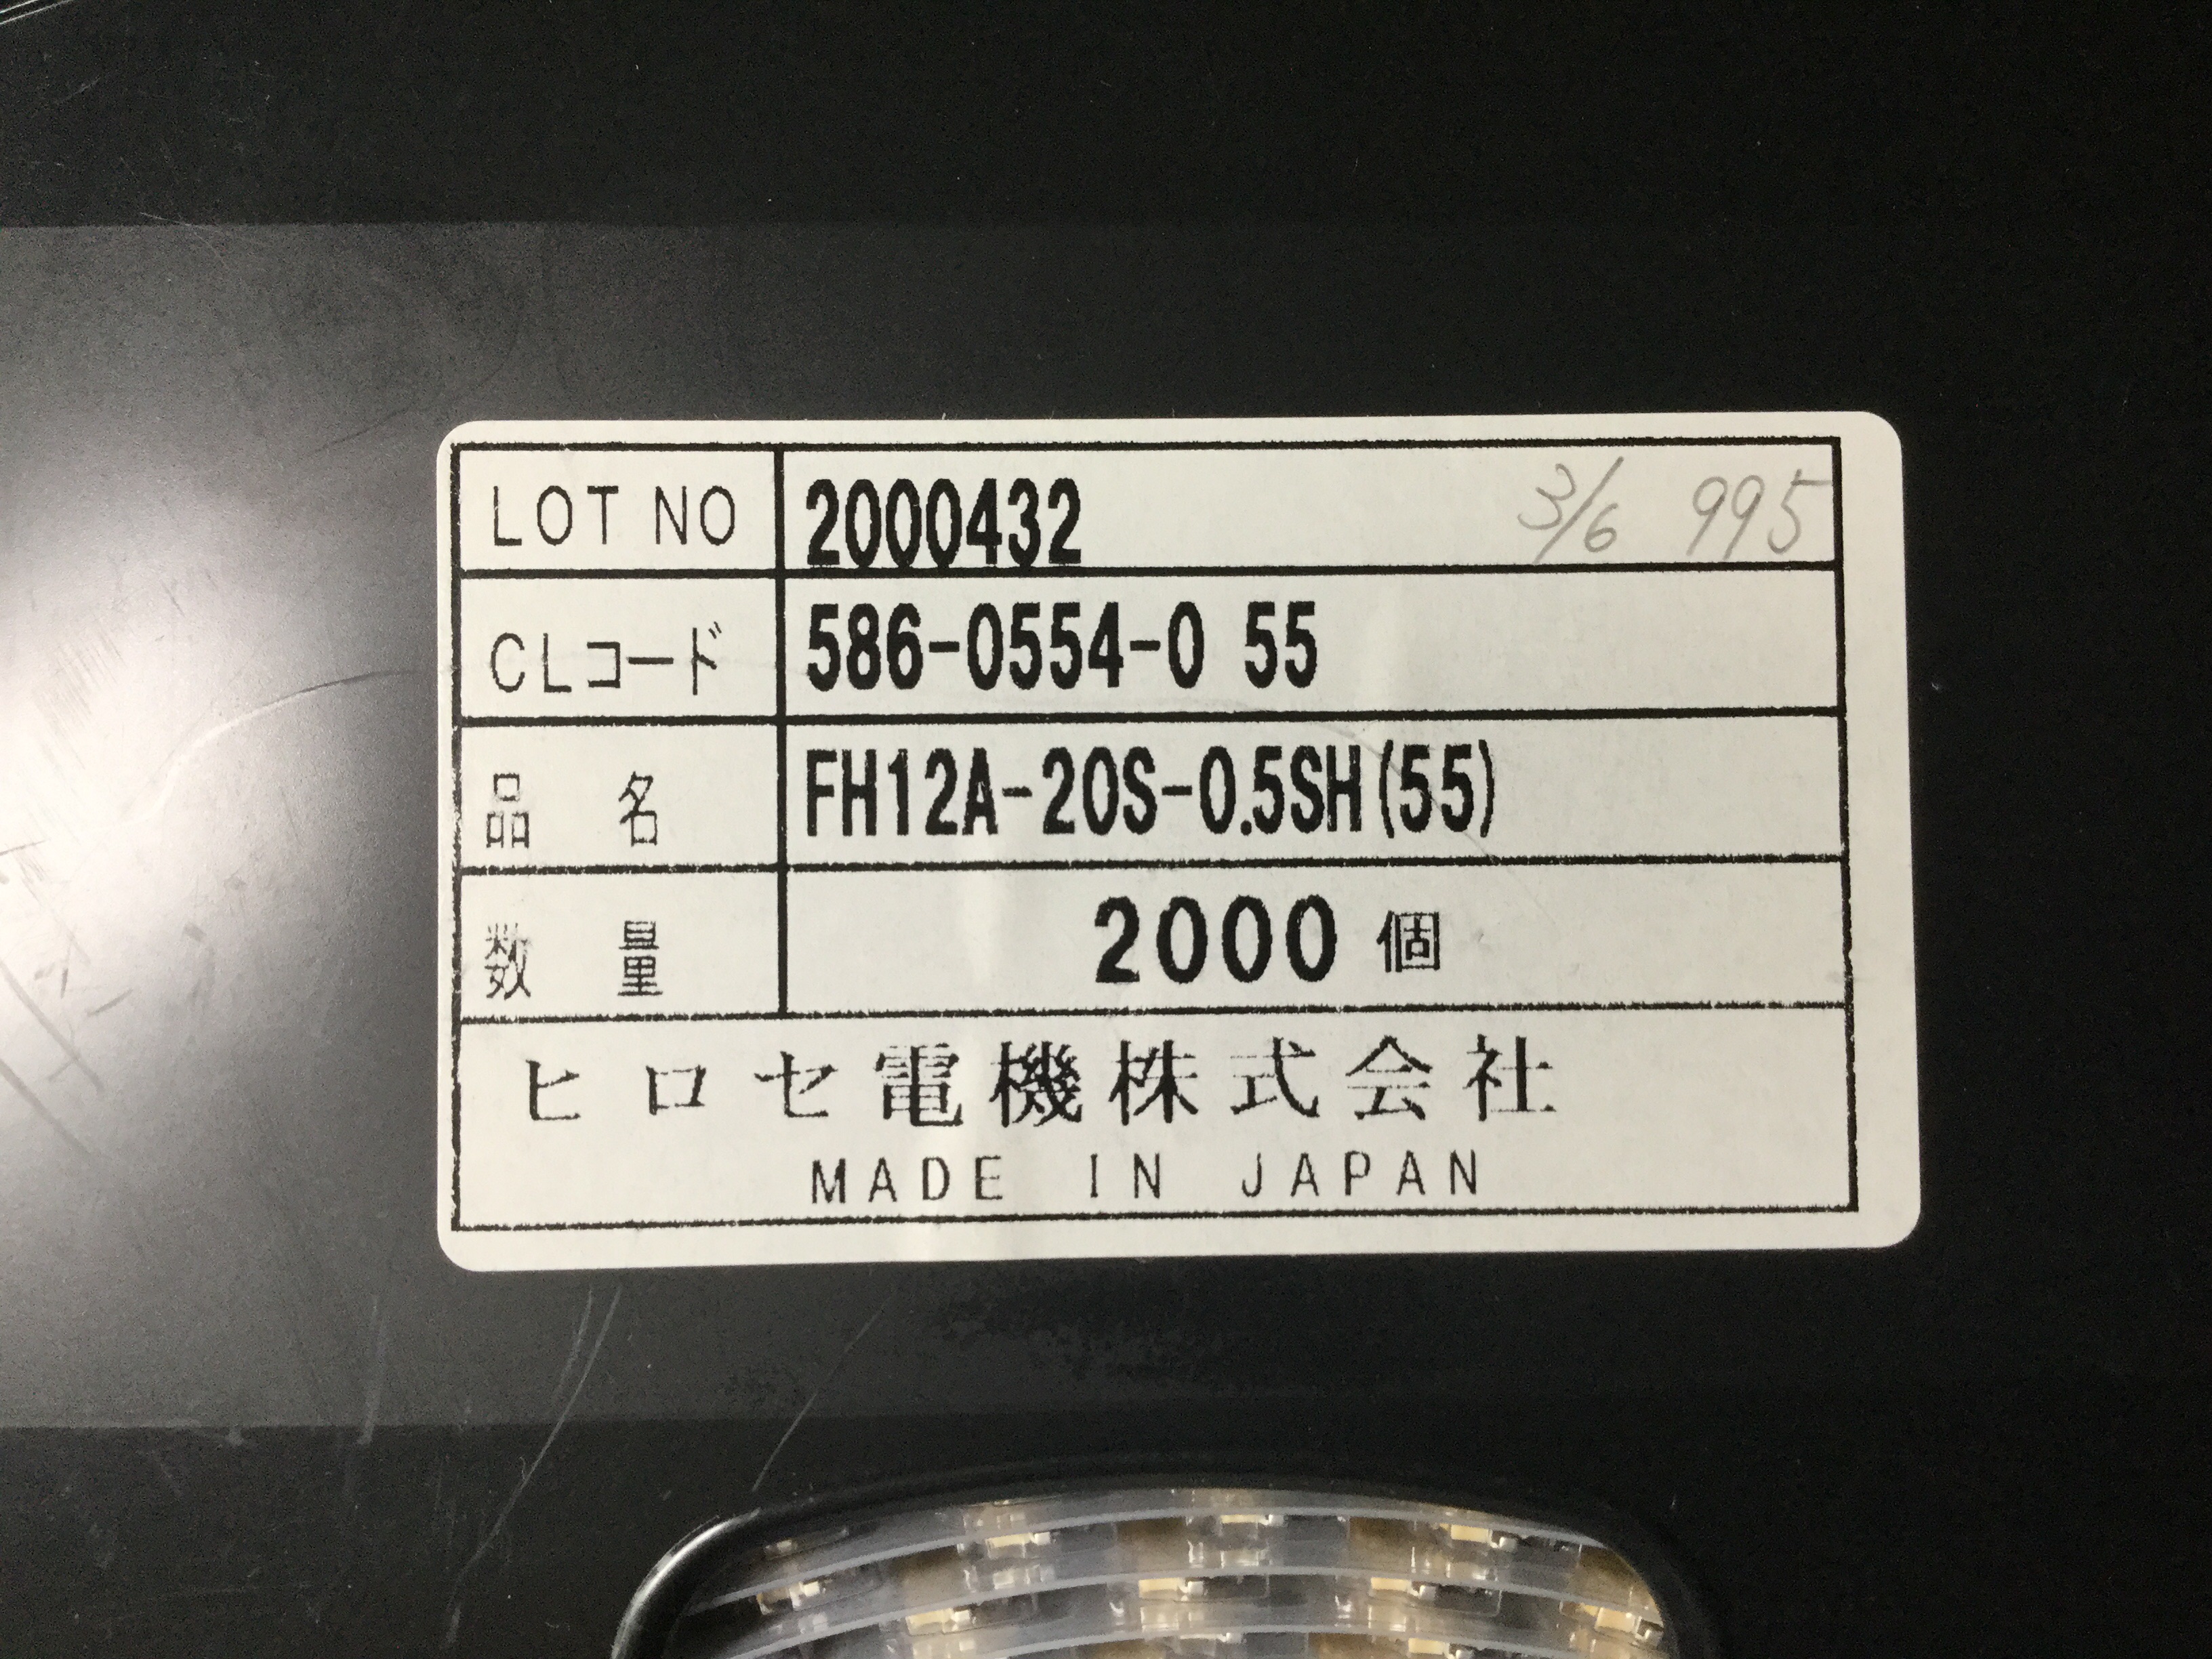 LOT NO 2000432 3/6 995
CLコード 586-0554-0 55
品名 FH12A-20S-0.5SH(55)
数量 2000 個
ヒロセ電機株式会社
MADE IN JAPAN